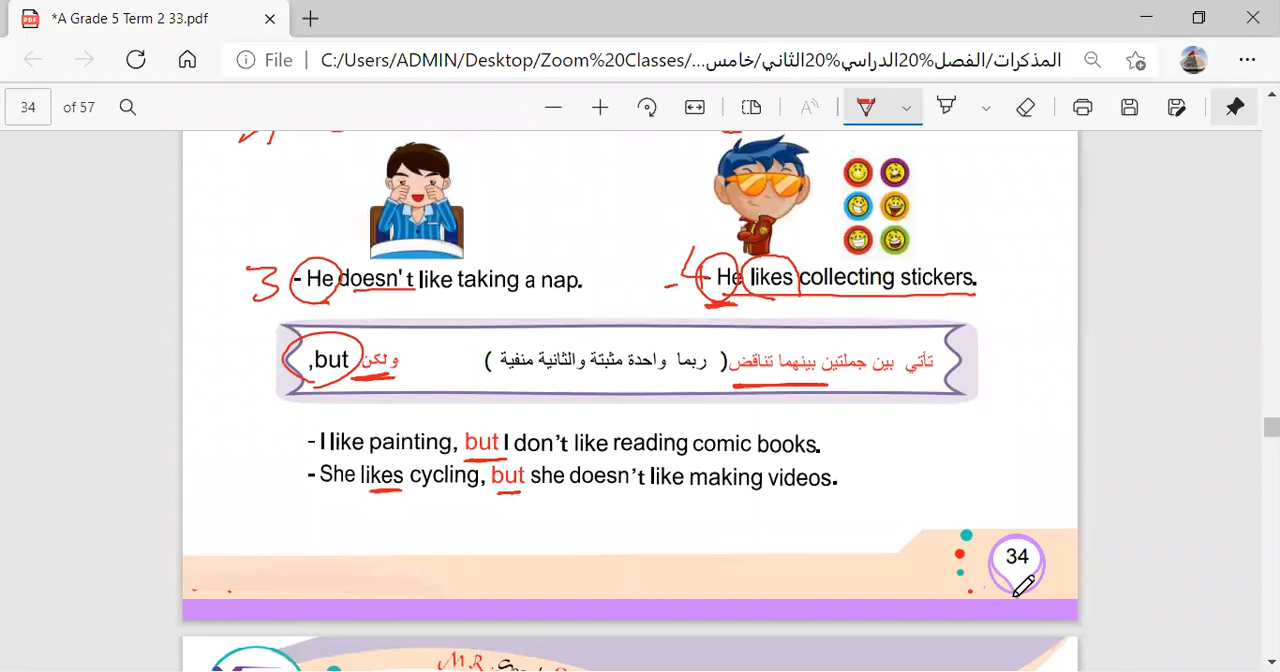 *A Grade 5 Term 2 33.pdf
File | C:/Users/ADMIN/Desktop/Zoom%20Classes/المذكرات/الفصل%20الدراسي%20الثاني/خامس...
34 of 57
3 - He doesn't like taking a nap.
4 - He likes collecting stickers.
,but ولكن تأتي بين جملتين بينهما تناقض ( ربما واحدة مثبتة والثانية منفية )
- I like painting, but I don't like reading comic books.
- She likes cycling, but she doesn't like making videos.
34
MR.